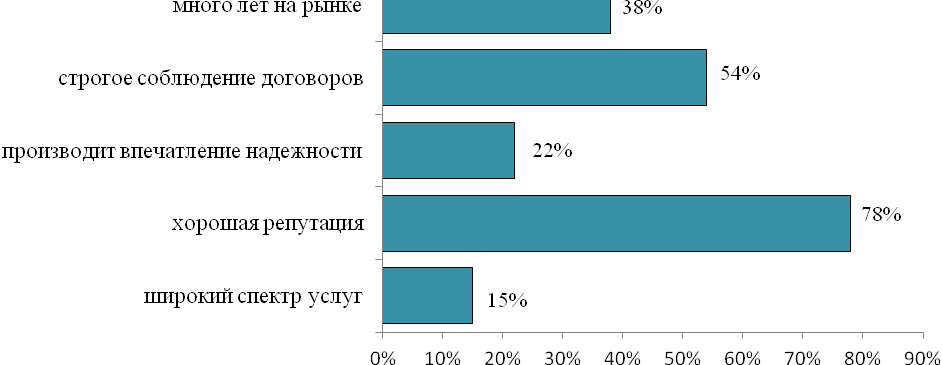 много лет на рынке
38%
строгое соблюдение договоров
54%
производит впечатление надежности
22%
хорошая репутация
78%
широкий спектр услуг
15%
0% 10% 20% 30% 40% 50% 60% 70% 80% 90%